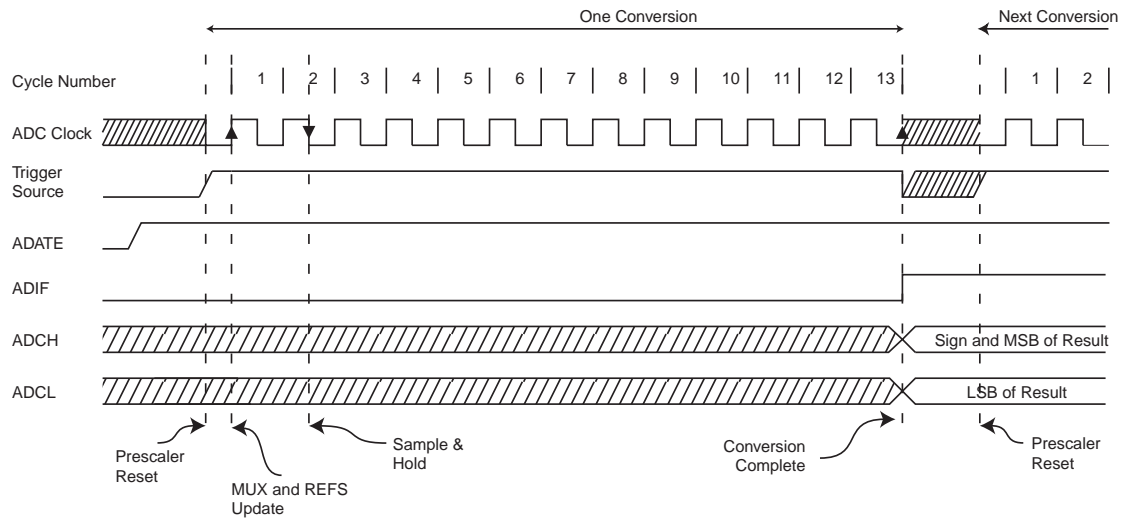 One Conversion
Next Conversion
Cycle Number
1 2 3 4 5 6 7 8 9 10 11 12 13 1 2
ADC Clock
Trigger
Source
ADATE
ADIF
ADCH
Sign and MSB of Result
ADCL
LSB of Result
Prescaler
Reset
MUX and REFS
Update
Sample &
Hold
Conversion
Complete
Prescaler
Reset